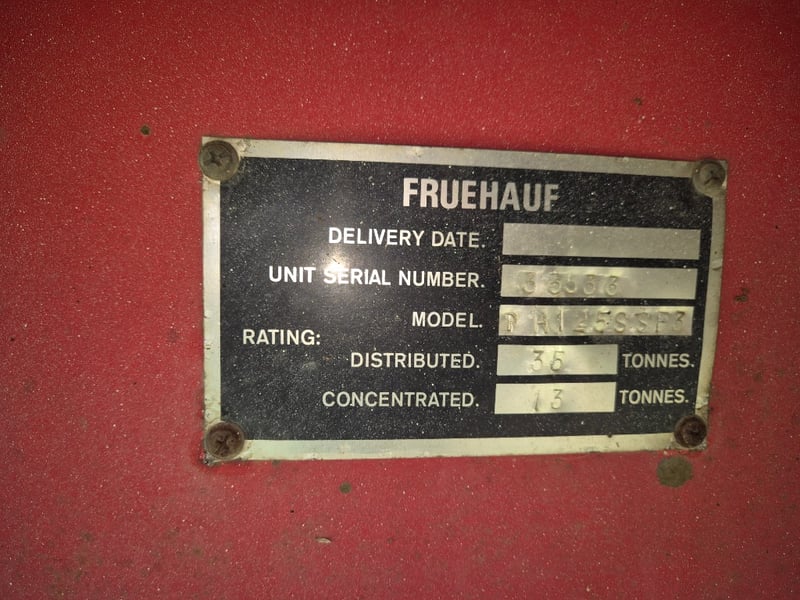 FRUEHAUF
DELIVERY DATE.
UNIT SERIAL NUMBER.
MODEL.
RATING:
DISTRIBUTED. 35 TONNES.
CONCENTRATED. 13 TONNES.